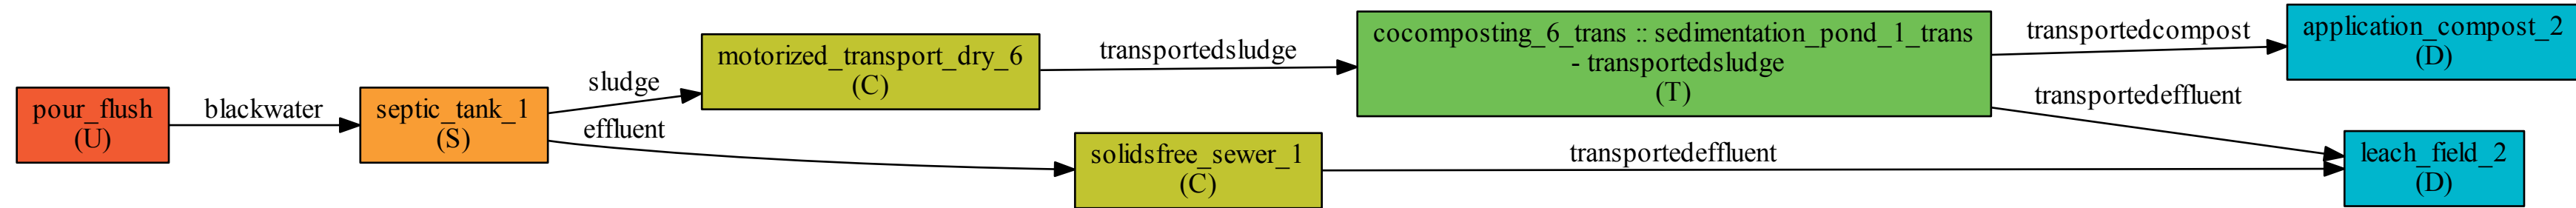 pour_flush
(U)
blackwater
septic_tank_1
(S)
sludge
effluent
motorized_transport_dry_6
(C)
transportedsludge
solidsfree_sewer_1
(C)
transportedeffluent
cocomposting_6_trans :: sedimentation_pond_1_trans
- transportedsludge
(T)
transportedcompost
transportedeffluent
application_compost_2
(D)
leach_field_2
(D)